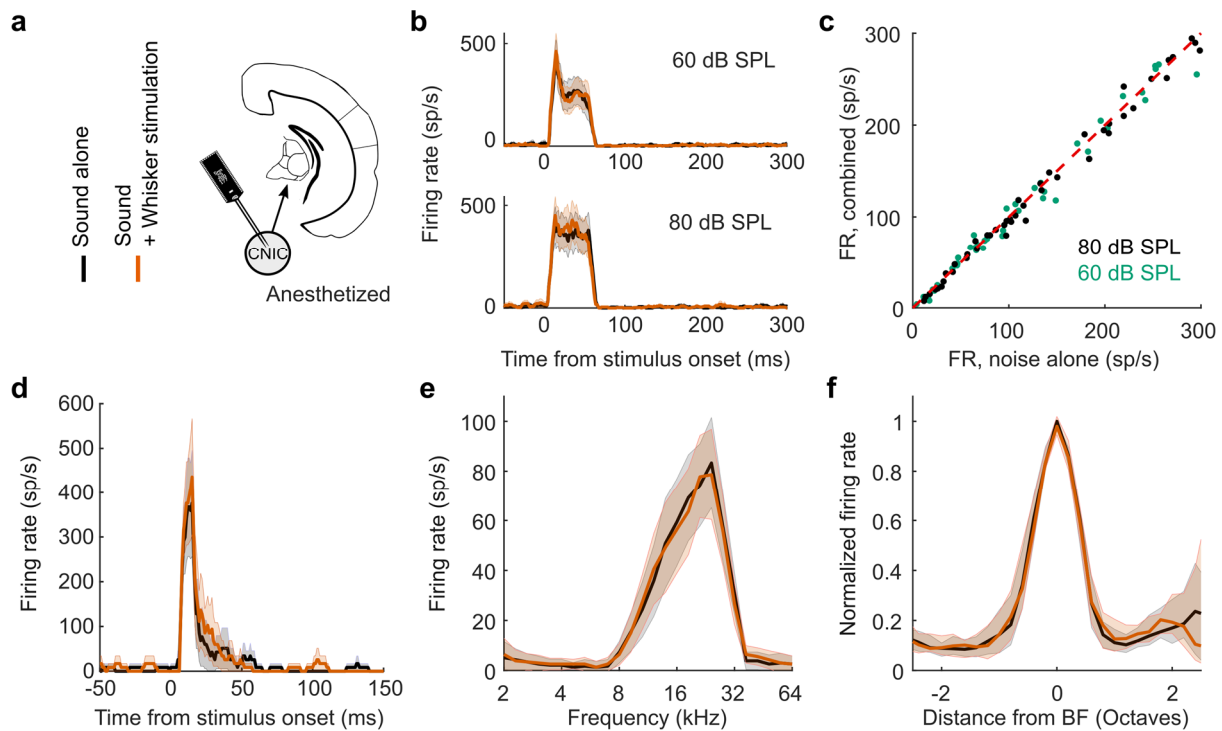 a
Sound alone
Sound
+ Whisker stimulation
CNIC
Anesthetized
b
Firing rate (sp/s)
500
0
60 dB SPL
0 100 200 300
500
0
80 dB SPL
0 100 200 300
Time from stimulus onset (ms)
c
FR, combined (sp/s)
300
200
100
0
80 dB SPL
60 dB SPL
0 100 200 300
FR, noise alone (sp/s)
d
Firing rate (sp/s)
600
500
400
300
200
100
0
-50 0 50 100 150
Time from stimulus onset (ms)
e
Firing rate (sp/s)
100
80
60
40
20
0
2 4 8 16 32 64
Frequency (kHz)
f
Normalized firing rate
1
0.8
0.6
0.4
0.2
0
-2 0 2
Distance from BF (Octaves)